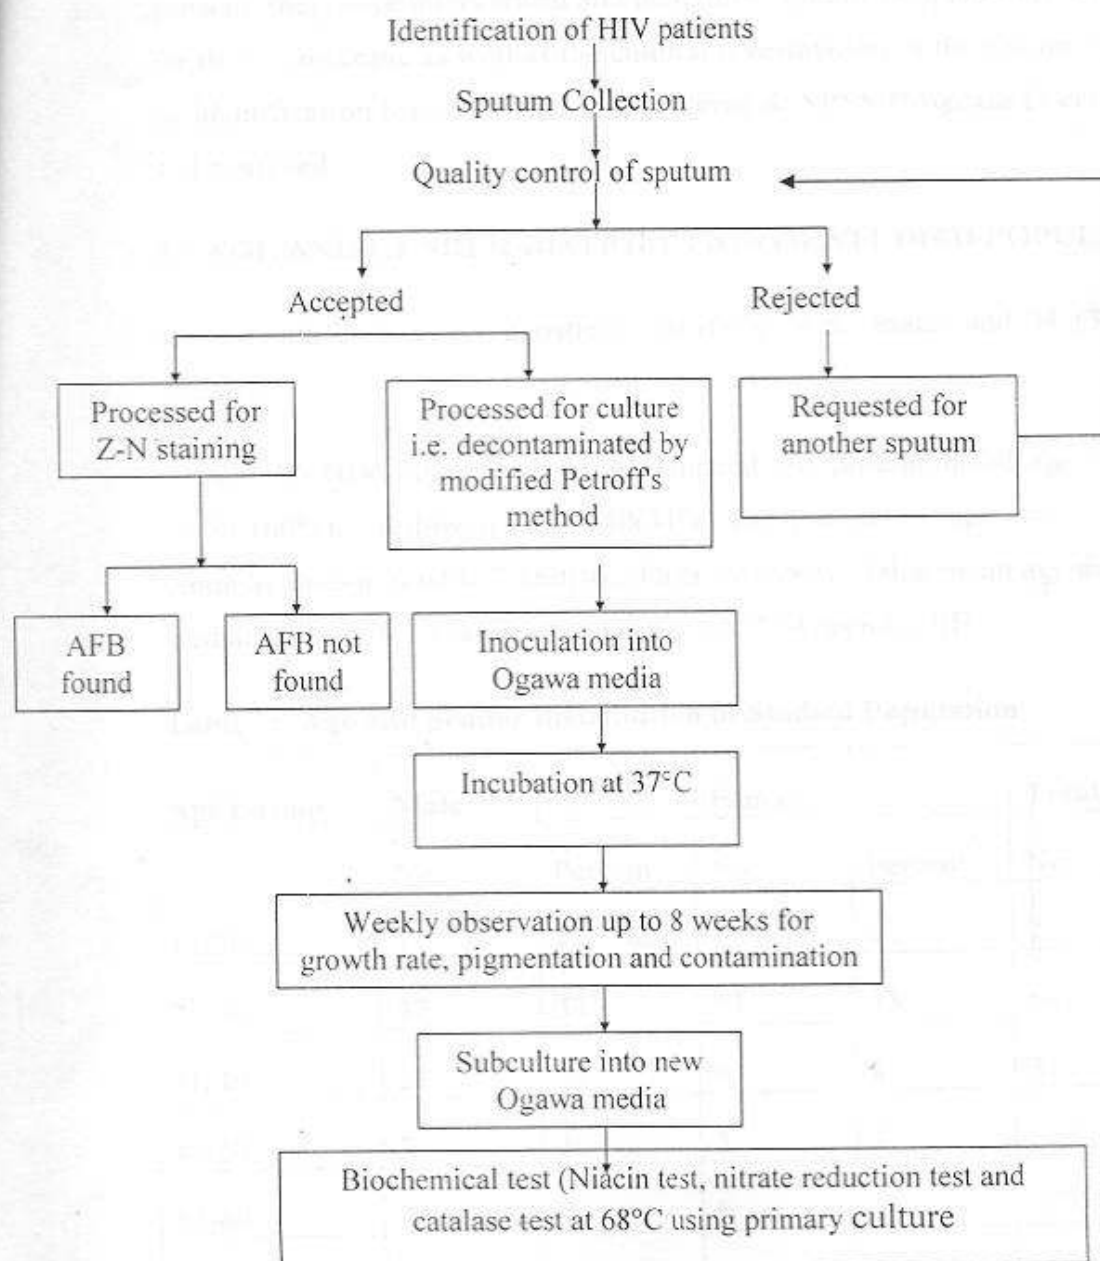 Identification of HIV patients
Sputum Collection
Quality control of sputum
Accepted
Rejected
Processed for
Z-N staining
Processed for culture
i.e. decontaminated by
modified Petroff's
method
Requested for
another sputum
AFB
found
AFB not
found
Inoculation into
Ogawa media
Incubation at 37°C
Weekly observation up to 8 weeks for
growth rate, pigmentation and contamination
Subculture into new
Ogawa media
Biochemical test (Niacin test, nitrate reduction test and
catalase test at 68°C using primary culture